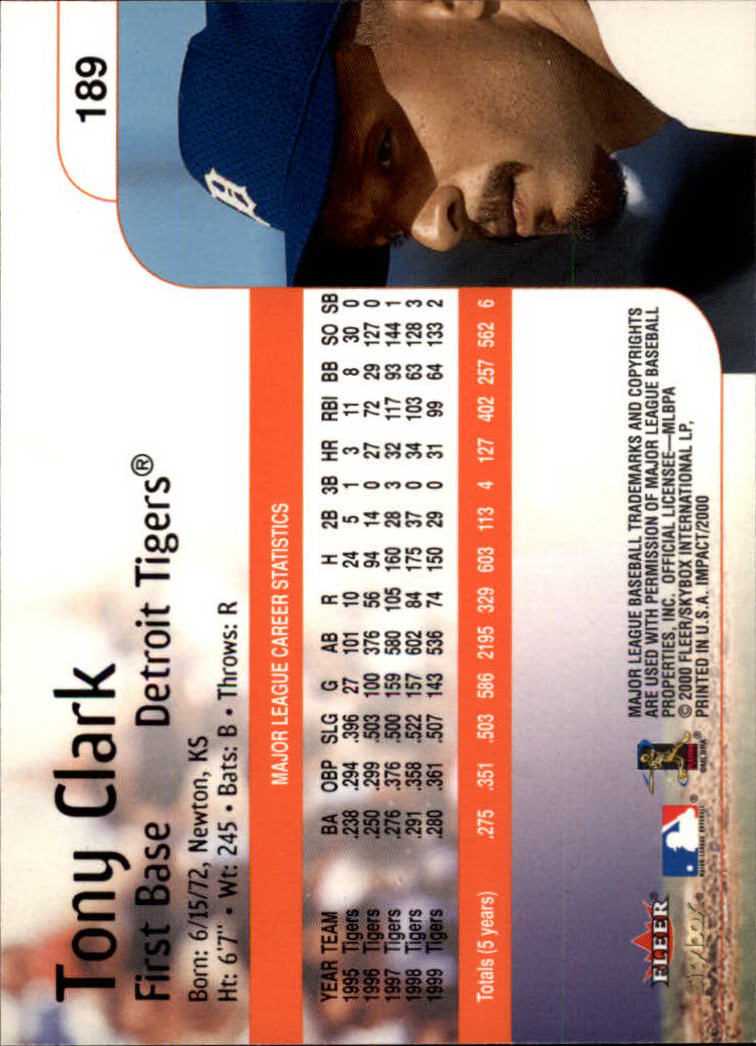 189
Tony Clark
First Base Detroit Tigers®
Born: 6/15/72, Newton, KS
Ht: 6'7" • Wt: 245 • Bats: B • Throws: R
MAJOR LEAGUE CAREER STATISTICS
YEAR TEAM BA OBP SLG G AB R H 2B 3B HR RBI BB SO SB
1995 Tigers .238 .294 .396 27 101 10 24 5 1 3 11 8 30 0
1996 Tigers .250 .299 .503 100 376 56 94 14 0 27 72 29 127 0
1997 Tigers .276 .376 .500 159 580 105 160 28 3 32 117 93 144 1
1998 Tigers .291 .358 .522 157 602 84 175 37 0 34 103 63 128 3
1999 Tigers .280 .361 .507 143 536 74 150 29 0 31 99 64 133 2
Totals (5 years) .275 .351 .503 586 2195 329 603 113 4 127 402 257 562 6
FLEER®
skybox®
MAJOR LEAGUE BASEBALL
©MLBPA
MAJOR LEAGUE BASEBALL TRADEMARKS AND COPYRIGHTS
ARE USED WITH PERMISSION OF MAJOR LEAGUE BASEBALL
PROPERTIES, INC. OFFICIAL LICENSEE—MLBPA
© 2000 FLEER/SKYBOX INTERNATIONAL LP,
PRINTED IN U.S.A. IMPACT/2000